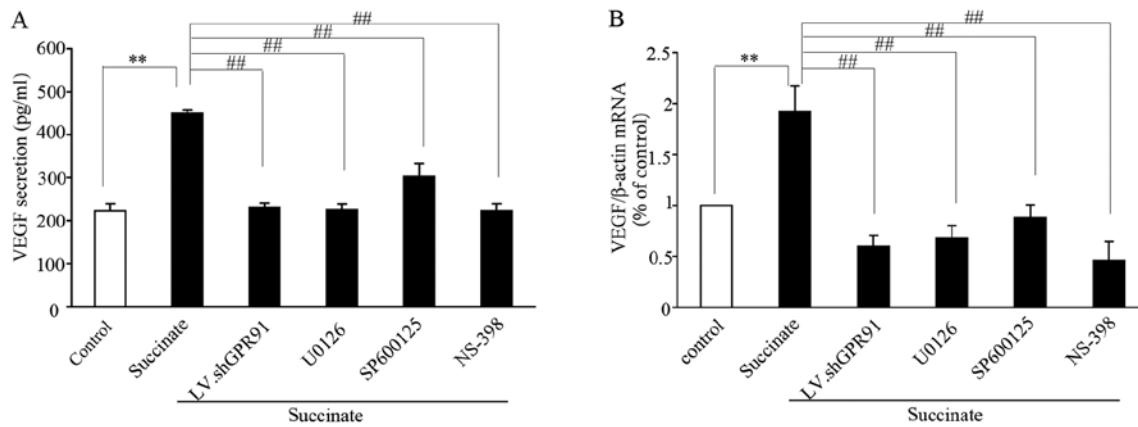 A
VEGF secretion (pg/ml)
600
500
400
300
200
100
0
**
##
##
##
##
Control
Succinate
LV.shGPR91
U0126
SP600125
NS-398
Succinate
B
VEGF/β-actin mRNA
(% of control)
2.5
2
1.5
1
0.5
0
**
##
##
##
##
control
Succinate
LV.shGPR91
U0126
SP600125
NS-398
Succinate